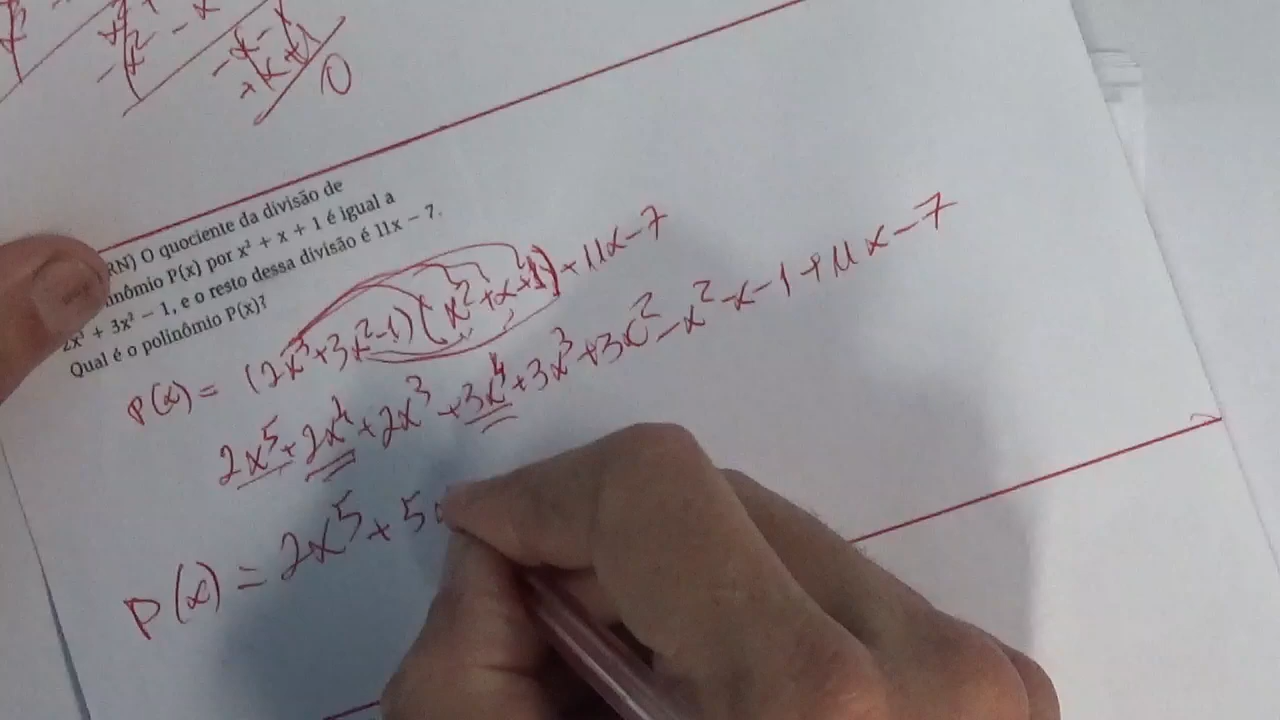 0
RN) O quociente da divisão de
inômio P(x) por x² + x + 1 é igual a
2x³ + 3x² − 1, e o resto dessa divisão é 11x − 7.
Qual é o polinômio P(x)?
P(x) = (2x³+3x²-1)(x²+x+1)+11x-7
2x⁵+2x⁴+2x³+3x⁴+3x³+3x²-x²-x-1+11x-7
P(x) = 2x⁵+5